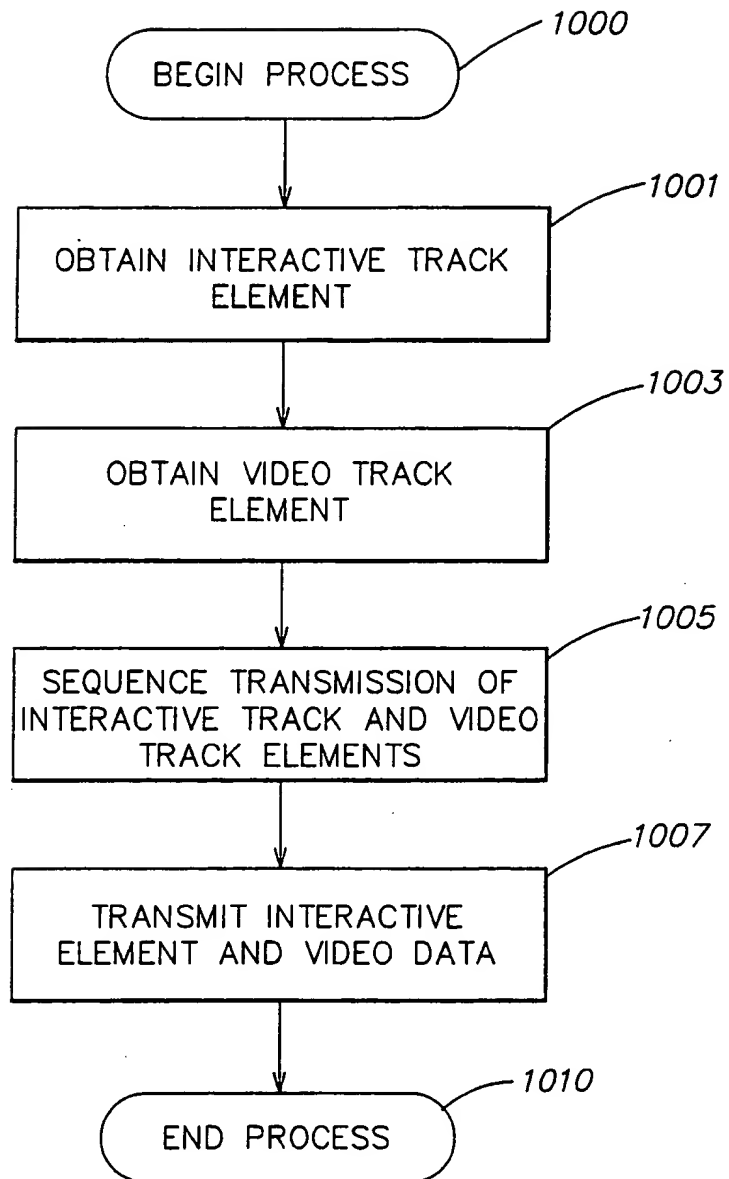 1000
BEGIN PROCESS
1001
OBTAIN INTERACTIVE TRACK
ELEMENT
1003
OBTAIN VIDEO TRACK
ELEMENT
1005
SEQUENCE TRANSMISSION OF
INTERACTIVE TRACK AND VIDEO
TRACK ELEMENTS
1007
TRANSMIT INTERACTIVE
ELEMENT AND VIDEO DATA
1010
END PROCESS